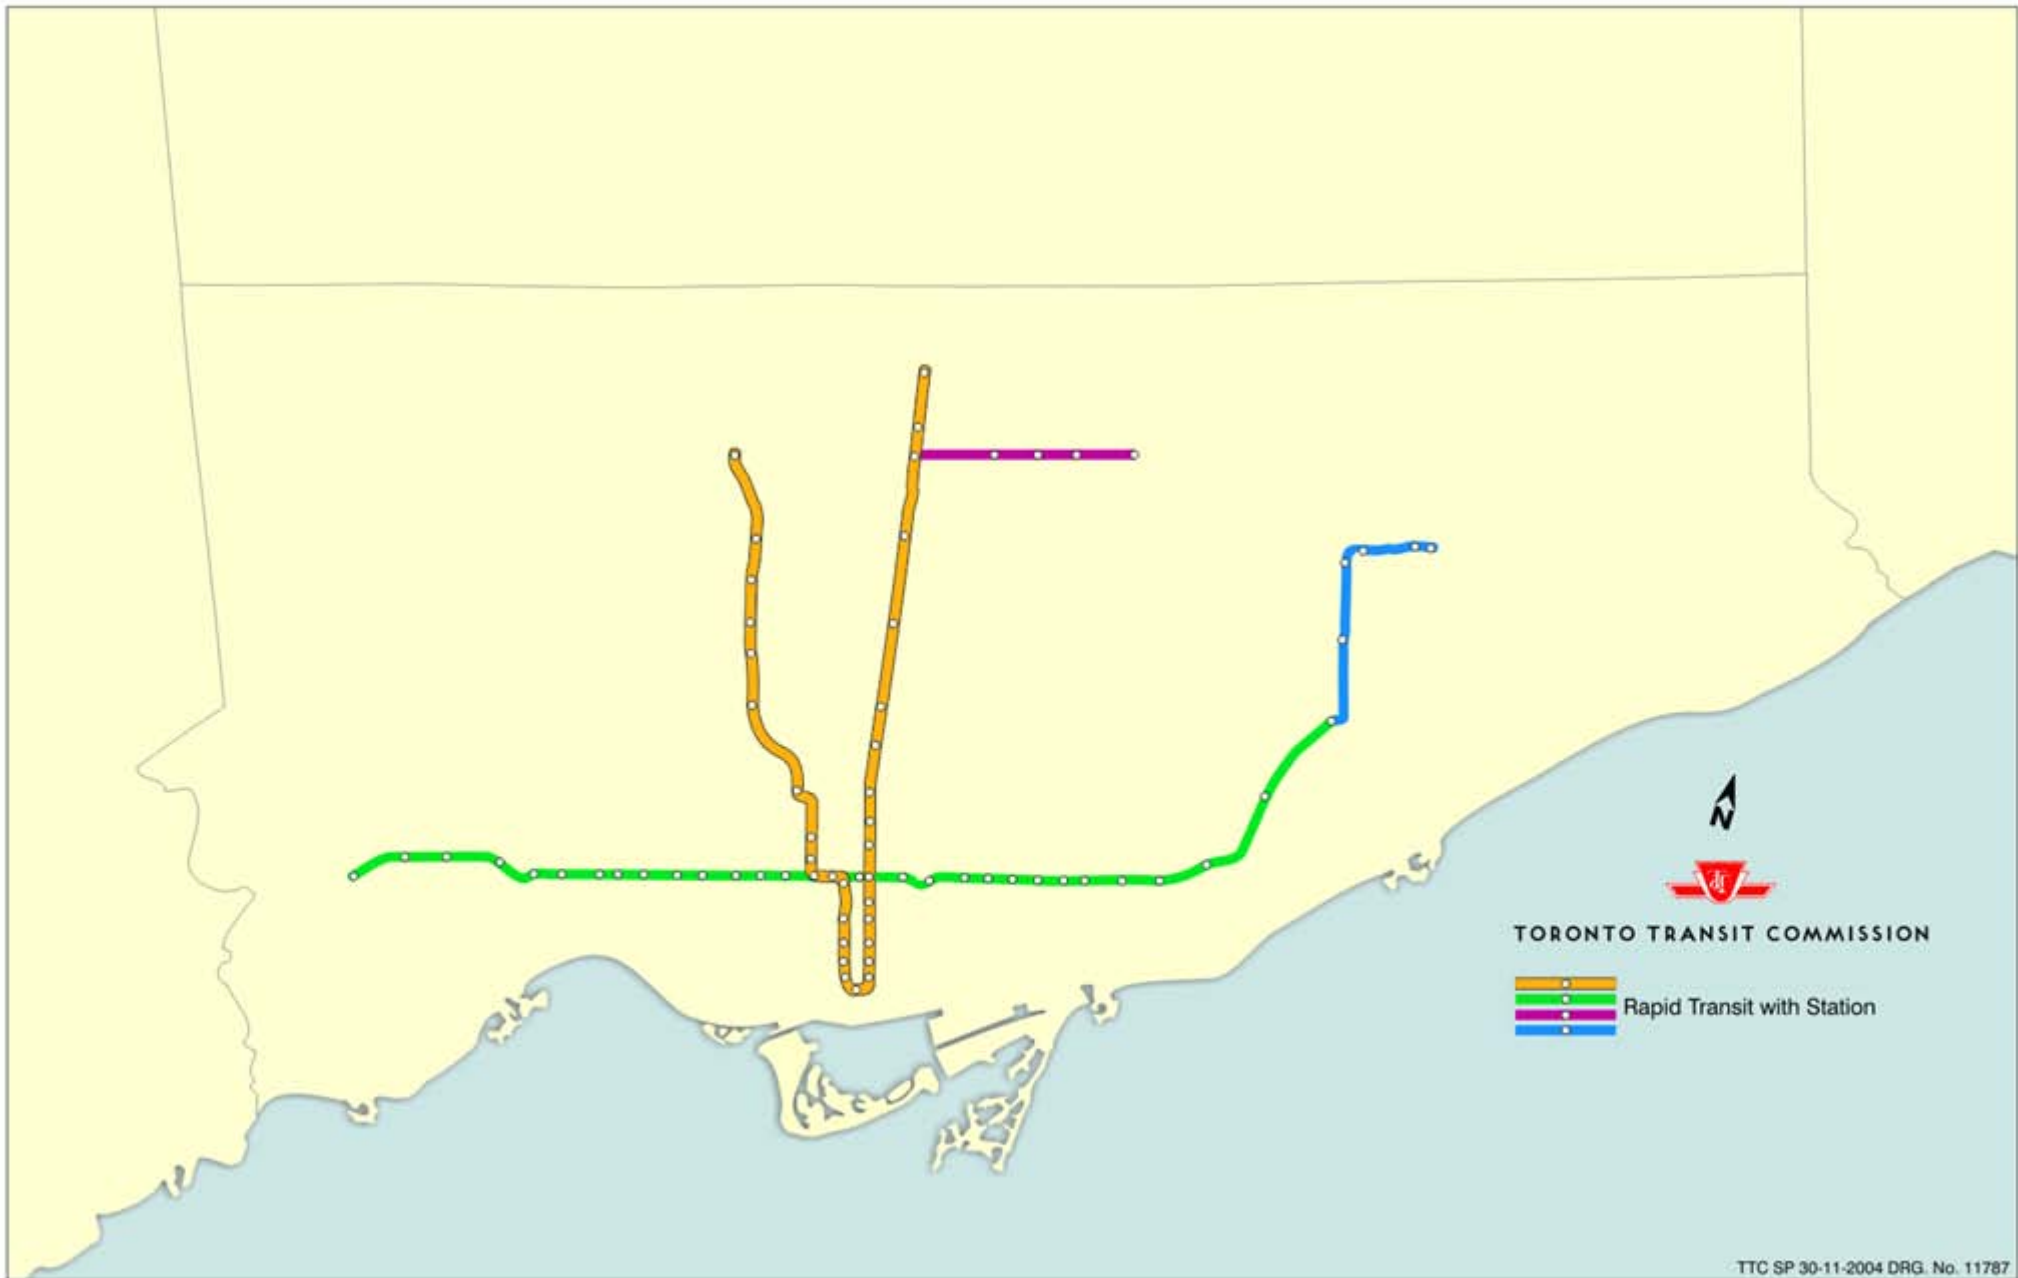 N
TORONTO TRANSIT COMMISSION
Rapid Transit with Station
TTC SP 30-11-2004 DRG. No. 11787